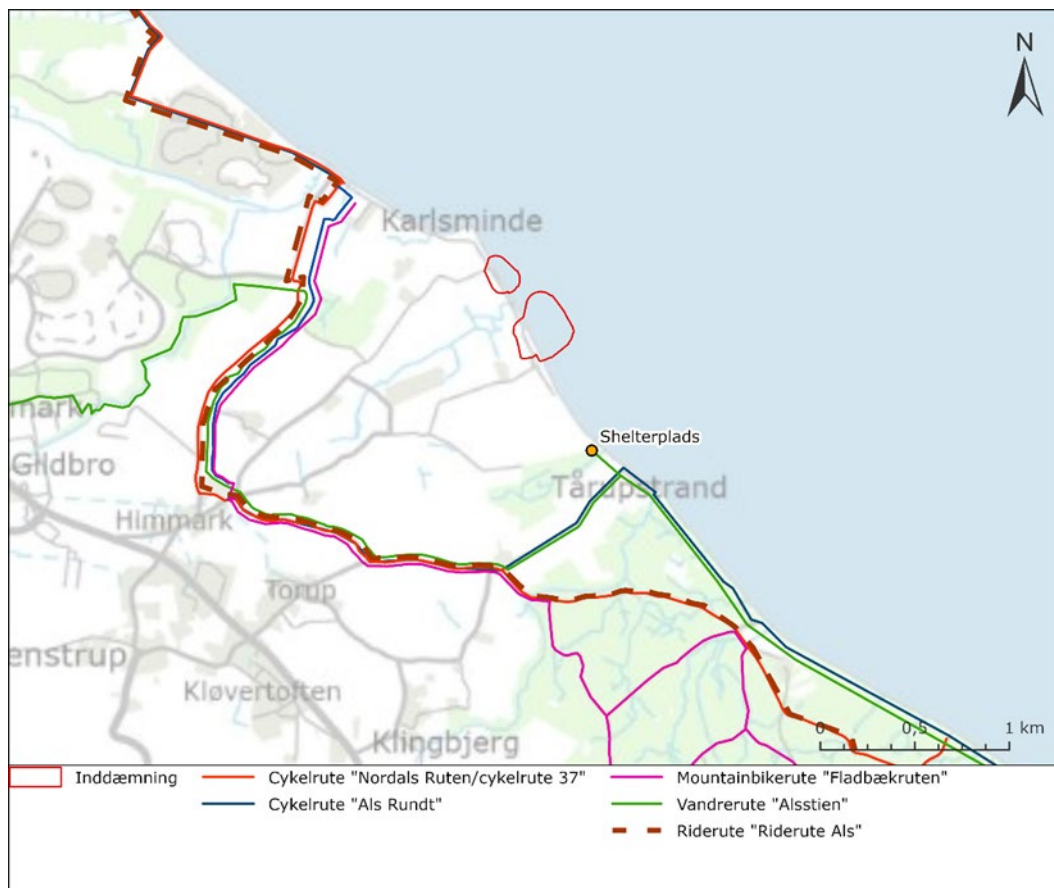 N
Karlsminde
Shelterplads
Tårupstrand
mark
Gildbro
Himmark
Torup
enstrup
Kløvertoften
Klingbjerg
0 0,5 1 km
Inddæmning
Cykelrute "Nordals Ruten/cykelrute 37"
Mountainbikerute "Fladbækruten"
Cykelrute "Als Rundt"
Vandrerute "Alsstien"
Riderute "Riderute Als"